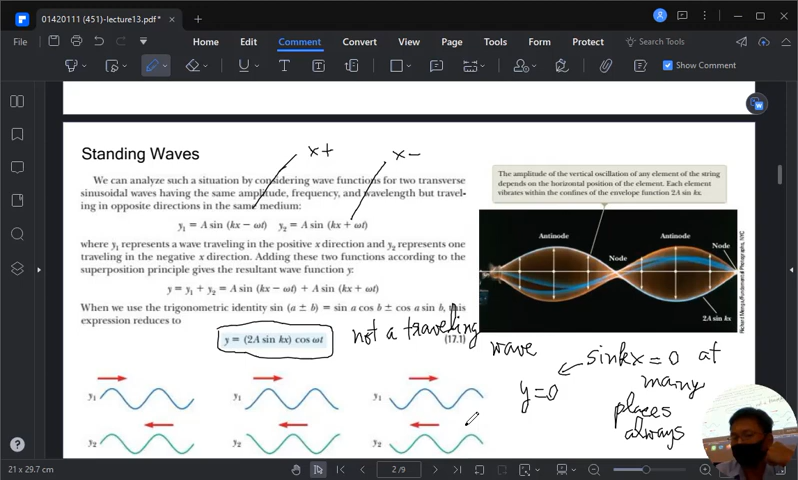 01420111 (451)-lecture13.pdf *
File Home Edit Comment Convert View Page Tools Form Protect Search Tools
Show Comment
Standing Waves
We can analyze such a situation by considering wave functions for two transverse
sinusoidal waves having the same amplitude, frequency, and wavelength but travel-
ing in opposite directions in the same medium:
x+
x−
y₁ = A sin (kx − ωt) y₂ = A sin (kx + ωt)
where y₁ represents a wave traveling in the positive x direction and y₂ represents one
traveling in the negative x direction. Adding these two functions according to the
superposition principle gives the resultant wave function y:
y = y₁ + y₂ = A sin (kx − ωt) + A sin (kx + ωt)
When we use the trigonometric identity sin (a ± b) = sin a cos b ± cos a sin b, this
expression reduces to
y = (2A sin kx) cos ωt
(17.1)
not a traveling
wave
The amplitude of the vertical oscillation of any element of the string
depends on the horizontal position of the element. Each element
vibrates within the confines of the envelope function 2A sin kx.
Antinode
Antinode
Node
Node
2A sin kx
Richard Megna/Fundamental Photographs, NYC
sinkx = 0 at
many
places
always
y=0
y₁
y₁
y₁
y₂
y₂
y₂
21 x 29.7 cm
2 / 9
100%